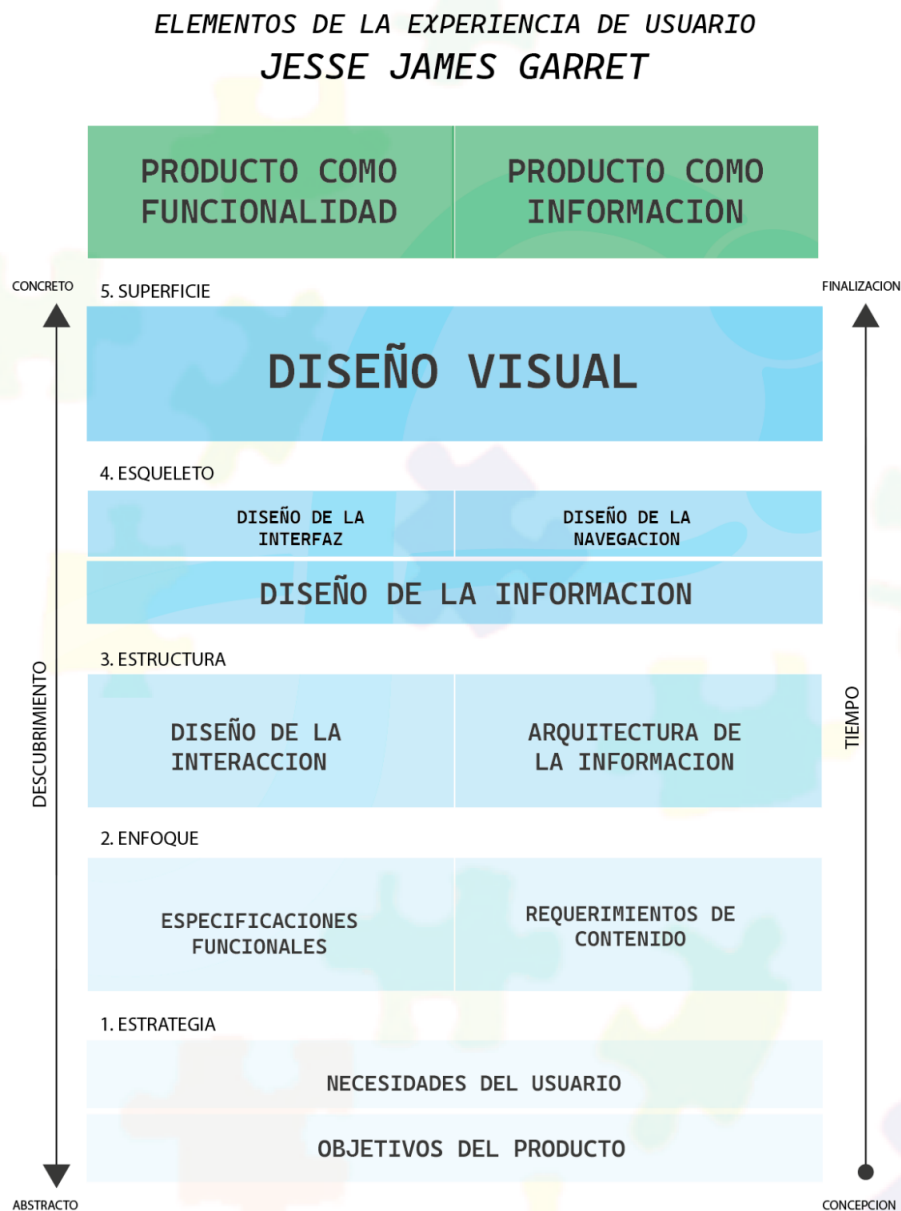 ELEMENTOS DE LA EXPERIENCIA DE USUARIO
JESSE JAMES GARRET
PRODUCTO COMO
FUNCIONALIDAD
PRODUCTO COMO
INFORMACION
CONCRETO
5. SUPERFICIE
FINALIZACION
DISEÑO VISUAL
4. ESQUELETO
DISEÑO DE LA
INTERFAZ
DISEÑO DE LA
NAVEGACION
DISEÑO DE LA INFORMACION
3. ESTRUCTURA
DISEÑO DE LA
INTERACCION
ARQUITECTURA DE
LA INFORMACION
DESCUBRIMIENTO
TIEMPO
2. ENFOQUE
ESPECIFICACIONES
FUNCIONALES
REQUERIMIENTOS DE
CONTENIDO
1. ESTRATEGIA
NECESIDADES DEL USUARIO
OBJETIVOS DEL PRODUCTO
ABSTRACTO
CONCEPCION